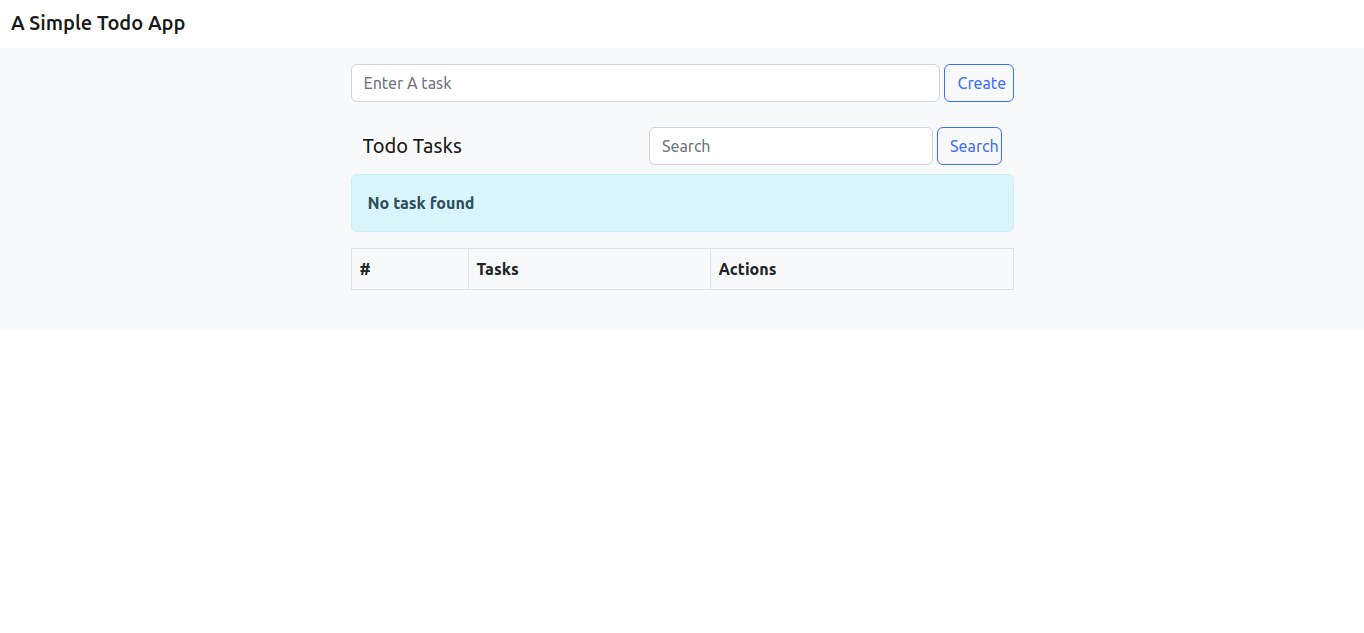 A Simple Todo App
Enter A task Create
Todo Tasks Search Search
No task found
# Tasks Actions